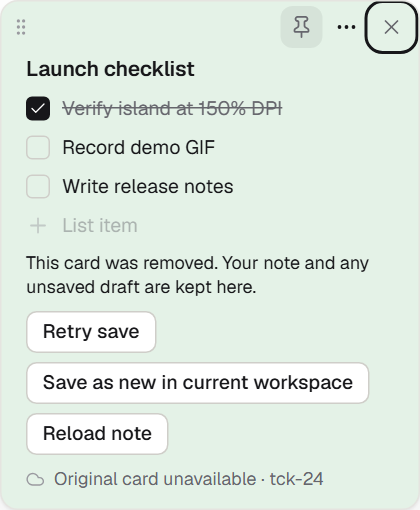 Launch checklist
Verify island at 150% DPI
Record demo GIF
Write release notes
List item
This card was removed. Your note and any
unsaved draft are kept here.
Retry save
Save as new in current workspace
Reload note
Original card unavailable · tck-24